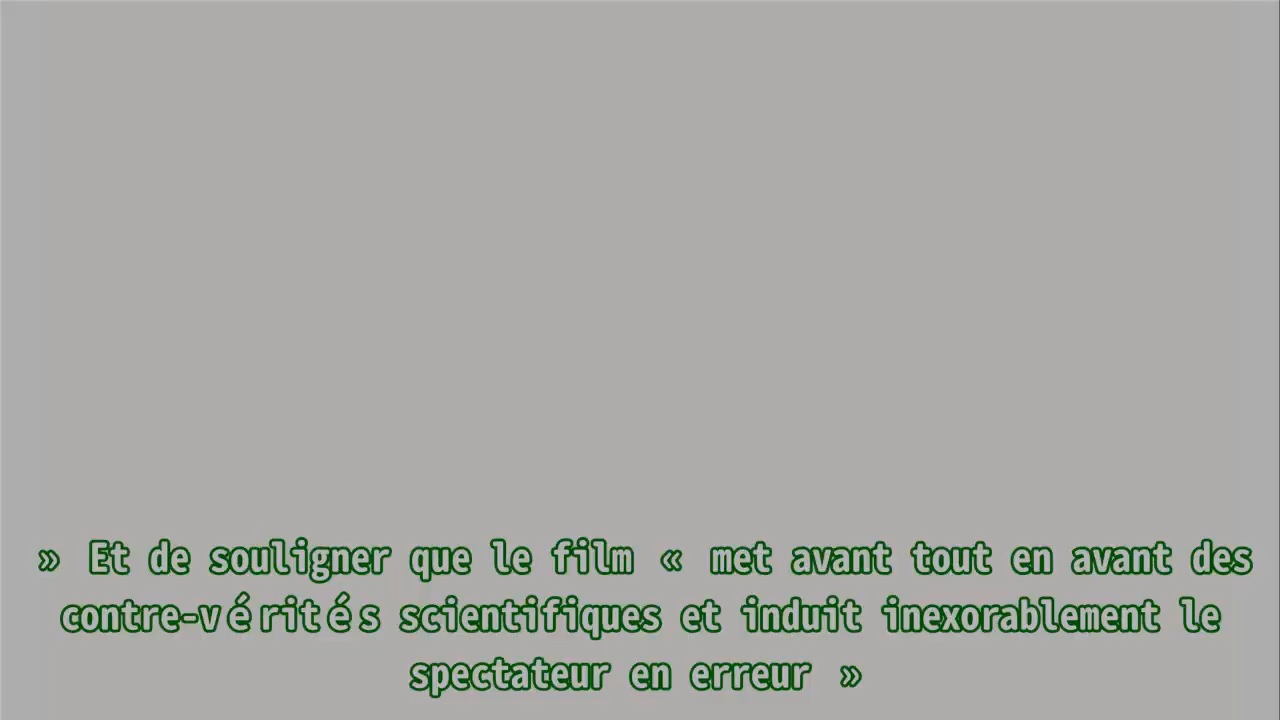 » Et de souligner que le film « met avant tout en avant des
contre-vérités scientifiques et induit inexorablement le
spectateur en erreur »